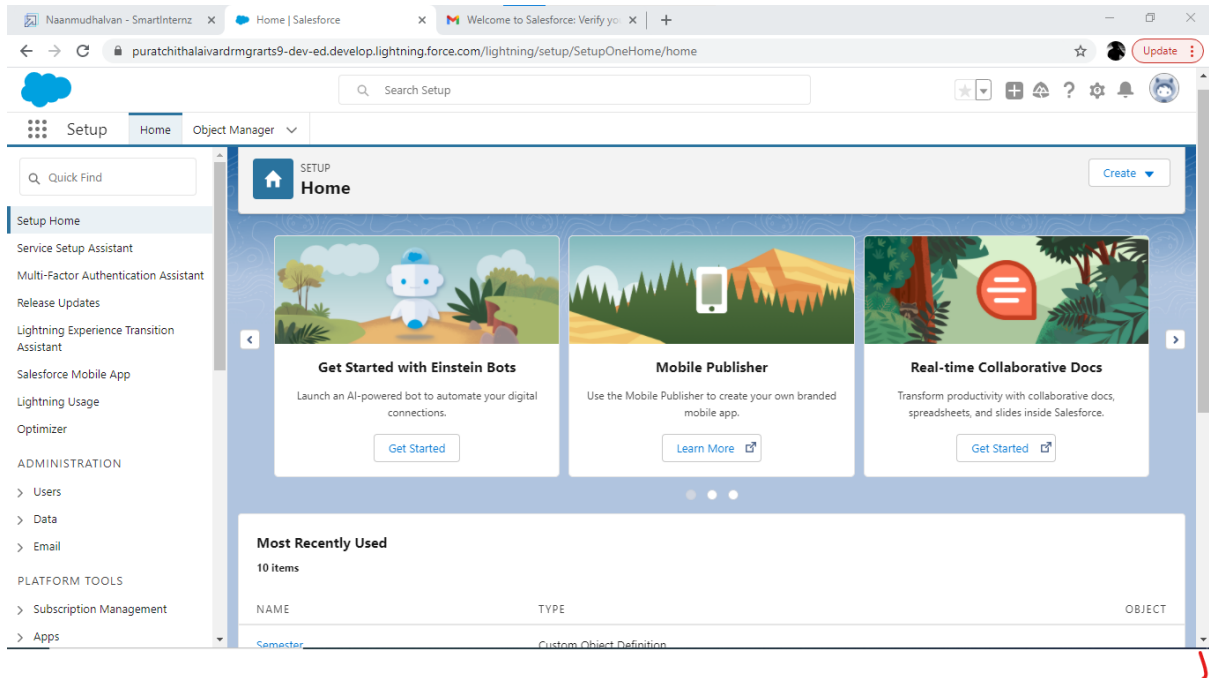 Naanmudhalvan - SmartInternz
Home | Salesforce
Welcome to Salesforce: Verify yo
puratchithalaivardrmgrarts9-dev-ed.develop.lightning.force.com/lightning/setup/SetupOneHome/home
Update
Search Setup
Setup
Home
Object Manager
Quick Find
Setup Home
Service Setup Assistant
Multi-Factor Authentication Assistant
Release Updates
Lightning Experience Transition
Assistant
Salesforce Mobile App
Lightning Usage
Optimizer
ADMINISTRATION
Users
Data
Email
PLATFORM TOOLS
Subscription Management
Apps
SETUP
Home
Create
Get Started with Einstein Bots
Launch an AI-powered bot to automate your digital
connections.
Get Started
Mobile Publisher
Use the Mobile Publisher to create your own branded
mobile app.
Learn More
Real-time Collaborative Docs
Transform productivity with collaborative docs,
spreadsheets, and slides inside Salesforce.
Get Started
Most Recently Used
10 items
NAME TYPE OBJECT
Semester Custom Object Definition